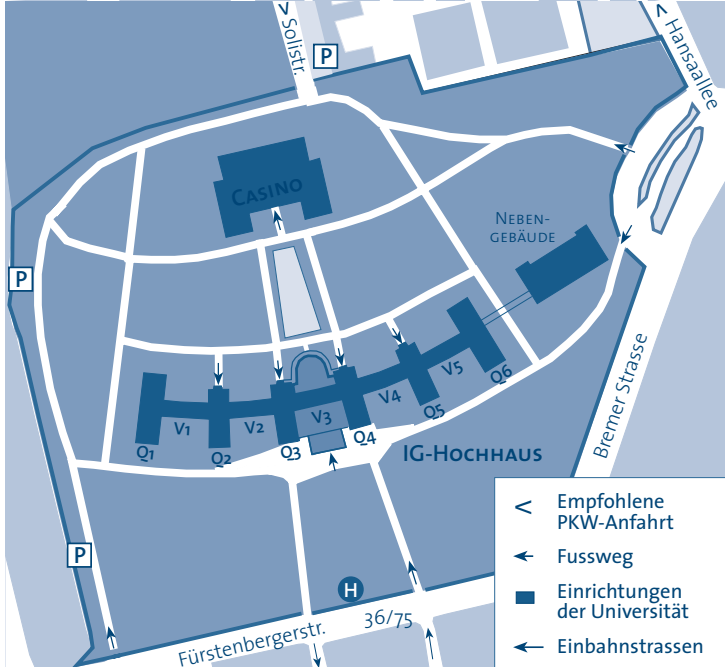 < Solistr.
< Hansaallee
P
CASINO
NEBEN-
GEBÄUDE
P
Bremer Strasse
V5
Q6
V4
Q5
V3
V1
V2
Q1
Q2
Q3
Q4
IG-HOCHHAUS
P
< Empfohlene
PKW-Anfahrt
Fussweg
Einrichtungen
der Universität
Einbahnstrassen
H
Fürstenbergerstr. 36/75